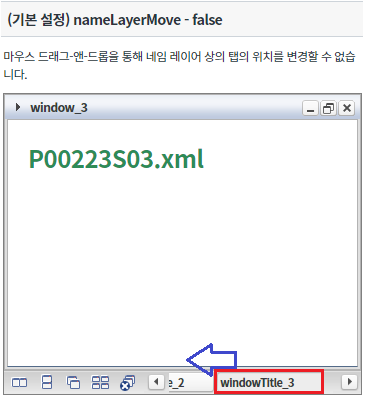 (기본 설정) nameLayerMove - false
마우스 드래그-앤-드롭을 통해 네임 레이어 상의 탭의 위치를 변경할 수 없습
니다.
window_3
P00223S03.xml
e_2 windowTitle_3